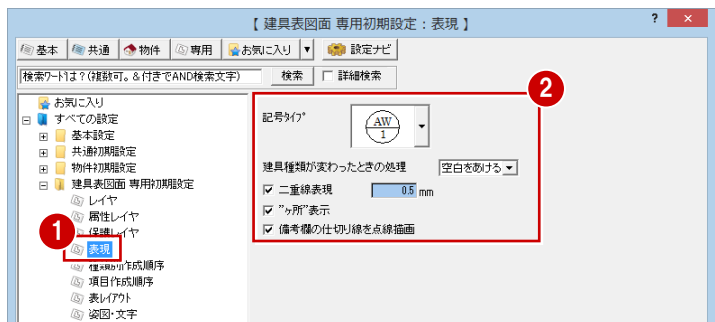 【 建具表図面 専用初期設定：表現 】
? ×
基本 共通 物件 専用 お気に入り ▼ 設定ナビ
検索ワードは？(複数可。＆付きでAND検索文字) 検索 詳細検索
お気に入り
すべての設定
基本設定
共通初期設定
物件初期設定
建具表図面 専用初期設定
レイヤ
属性レイヤ
保護レイヤ
1
表現
種類別作成順序
項目作成順序
表レイアウト
姿図・文字
2
記号タイプ
AW
1
建具種類が変わったときの処理 空白をあける
二重線表現 0.5 mm
"ヶ所"表示
備考欄の仕切り線を点線描画